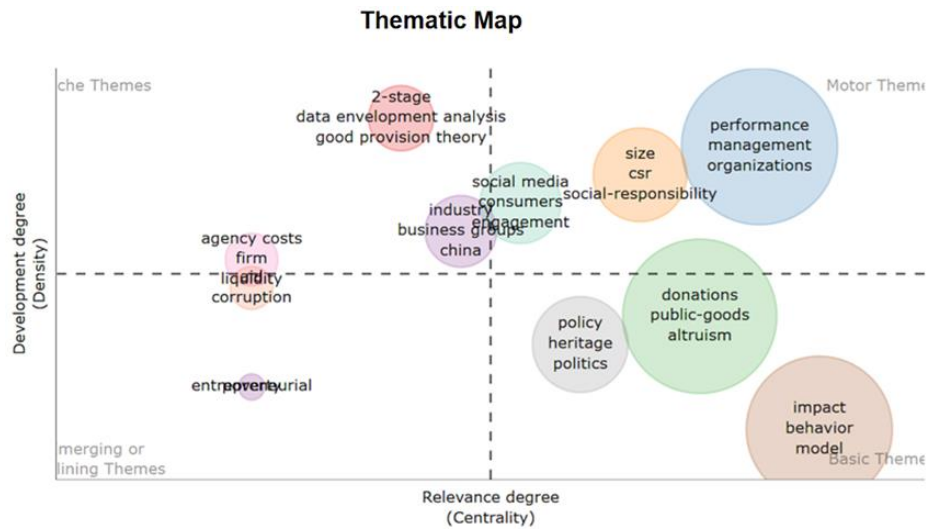 Thematic Map
che Themes
Motor Theme
2-stage
data envelopment analysis
good provision theory
performance
management
organizations
size
csr
social-responsibility
social media
consumers
engagement
industry
business groups
china
agency costs
firm
liquidity
corruption
donations
public-goods
altruism
policy
heritage
politics
entrepreneurial
poverty
impact
behavior
model
merging or
lining Themes
Basic Theme
Development degree
(Density)
Relevance degree
(Centrality)